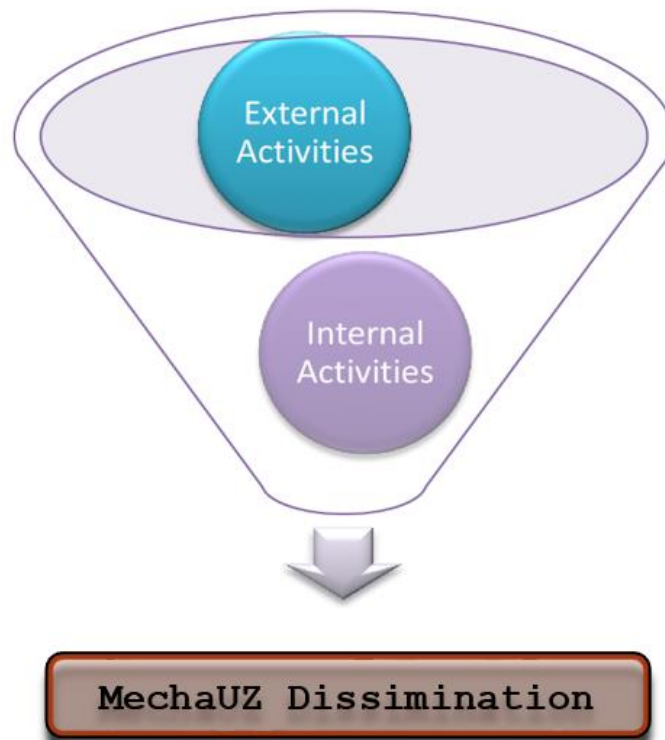 External
Activities
Internal
Activities
MechaUZ Dissimination